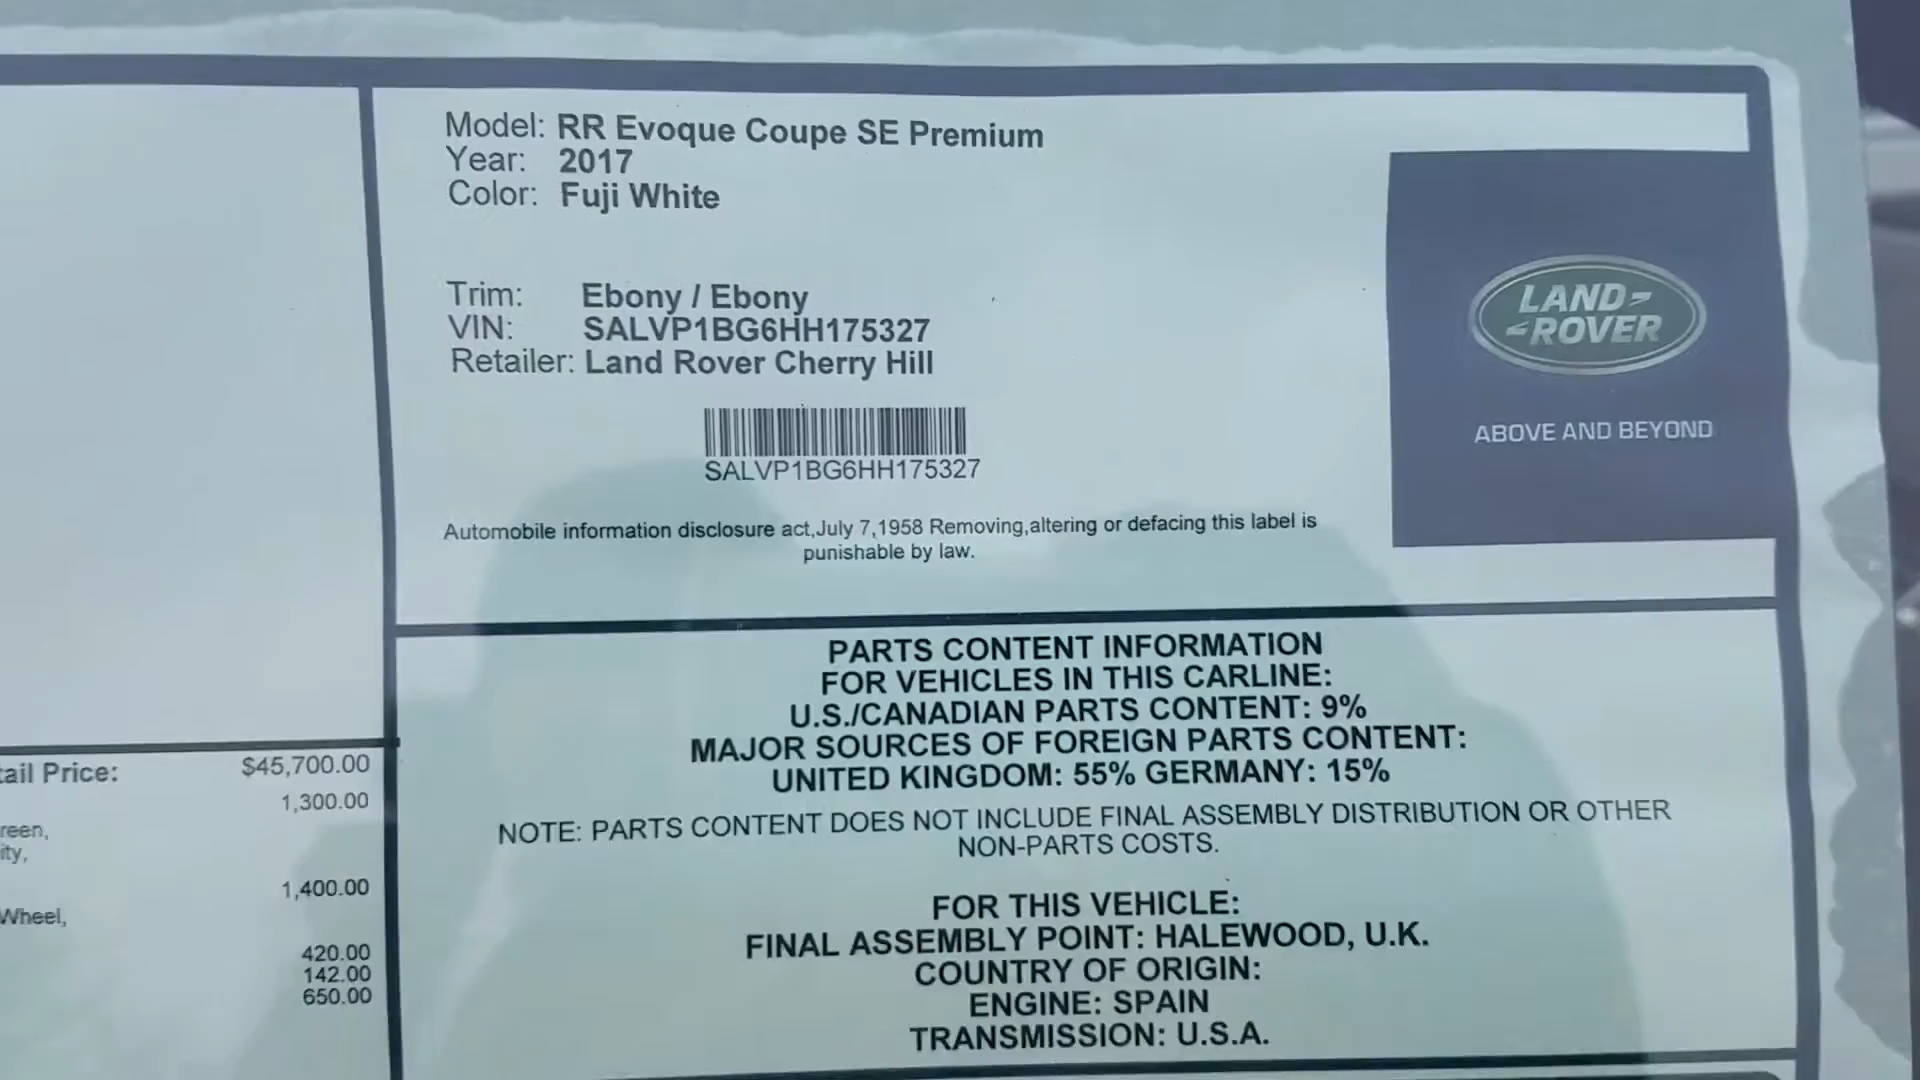 Model: RR Evoque Coupe SE Premium
Year: 2017
Color: Fuji White
Trim: Ebony / Ebony
VIN: SALVP1BG6HH175327
Retailer: Land Rover Cherry Hill
SALVP1BG6HH175327
Automobile information disclosure act,July 7,1958 Removing,altering or defacing this label is
punishable by law.
LAND
ROVER
ABOVE AND BEYOND
PARTS CONTENT INFORMATION
FOR VEHICLES IN THIS CARLINE:
U.S./CANADIAN PARTS CONTENT: 9%
MAJOR SOURCES OF FOREIGN PARTS CONTENT:
UNITED KINGDOM: 55% GERMANY: 15%
NOTE: PARTS CONTENT DOES NOT INCLUDE FINAL ASSEMBLY DISTRIBUTION OR OTHER
NON-PARTS COSTS.
FOR THIS VEHICLE:
FINAL ASSEMBLY POINT: HALEWOOD, U.K.
COUNTRY OF ORIGIN:
ENGINE: SPAIN
TRANSMISSION: U.S.A.
Price: $45,700.00
1,300.00
1,400.00
Wheel,
420.00
142.00
650.00